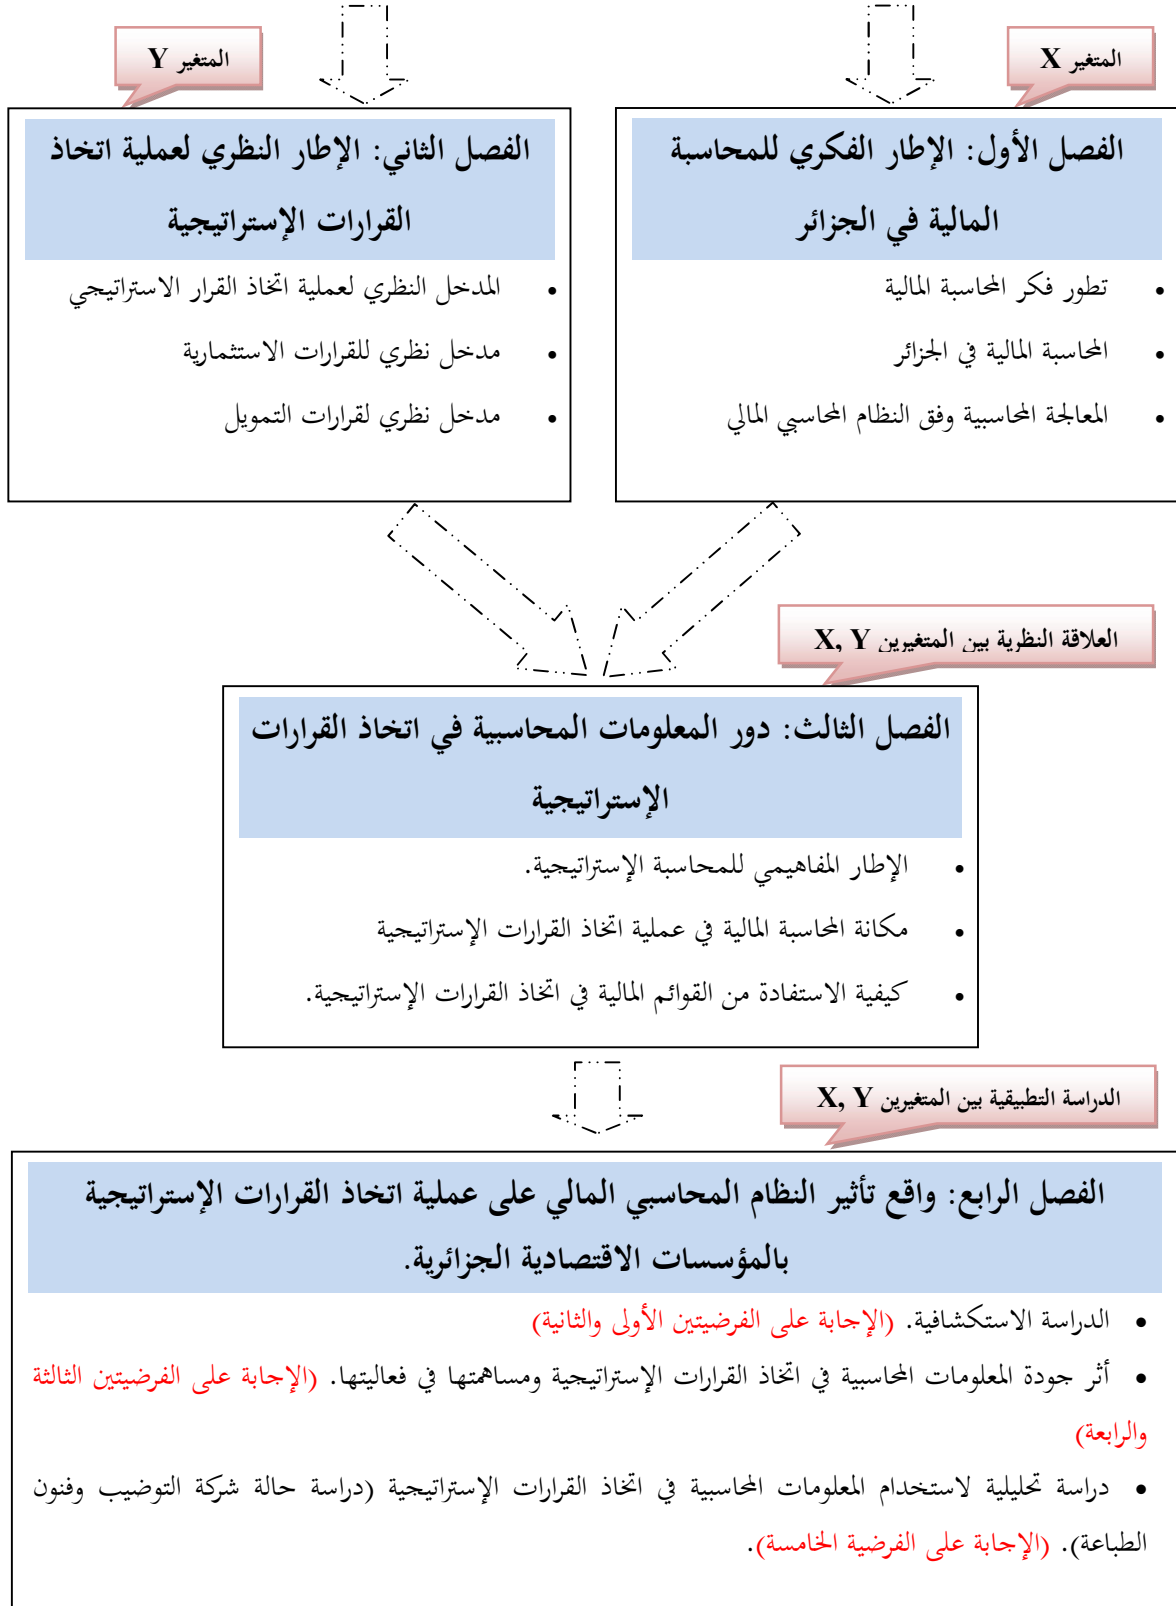 المتغير X
الفصل الأول: الإطار الفكري للمحاسبة
المالية في الجزائر
• تطور فكر المحاسبة المالية
• المحاسبة المالية في الجزائر
• المعالجة المحاسبية وفق النظام المحاسبي المالي
المتغير Y
الفصل الثاني: الإطار النظري لعملية اتخاذ
القرارات الإستراتيجية
• المدخل النظري لعملية اتخاذ القرار الاستراتيجي
• مدخل نظري للقرارات الاستثمارية
• مدخل نظري لقرارات التمويل
العلاقة النظرية بين المتغيرين X, Y
الفصل الثالث: دور المعلومات المحاسبية في اتخاذ القرارات
الإستراتيجية
• الإطار المفاهيمي للمحاسبة الإستراتيجية.
• مكانة المحاسبة المالية في عملية اتخاذ القرارات الإستراتيجية
• كيفية الاستفادة من القوائم المالية في اتخاذ القرارات الإستراتيجية.
الدراسة التطبيقية بين المتغيرين X, Y
الفصل الرابع: واقع تأثير النظام المحاسبي المالي على عملية اتخاذ القرارات الإستراتيجية
بالمؤسسات الاقتصادية الجزائرية.
• الدراسة الاستكشافية. (الإجابة على الفرضيتين الأولى والثانية)
• أثر جودة المعلومات المحاسبية في اتخاذ القرارات الإستراتيجية ومساهمتها في فعاليتها. (الإجابة على الفرضيتين الثالثة
والرابعة)
• دراسة تحليلية لاستخدام المعلومات المحاسبية في اتخاذ القرارات الإستراتيجية (دراسة حالة شركة التوضيب وفنون
الطباعة). (الإجابة على الفرضية الخامسة).